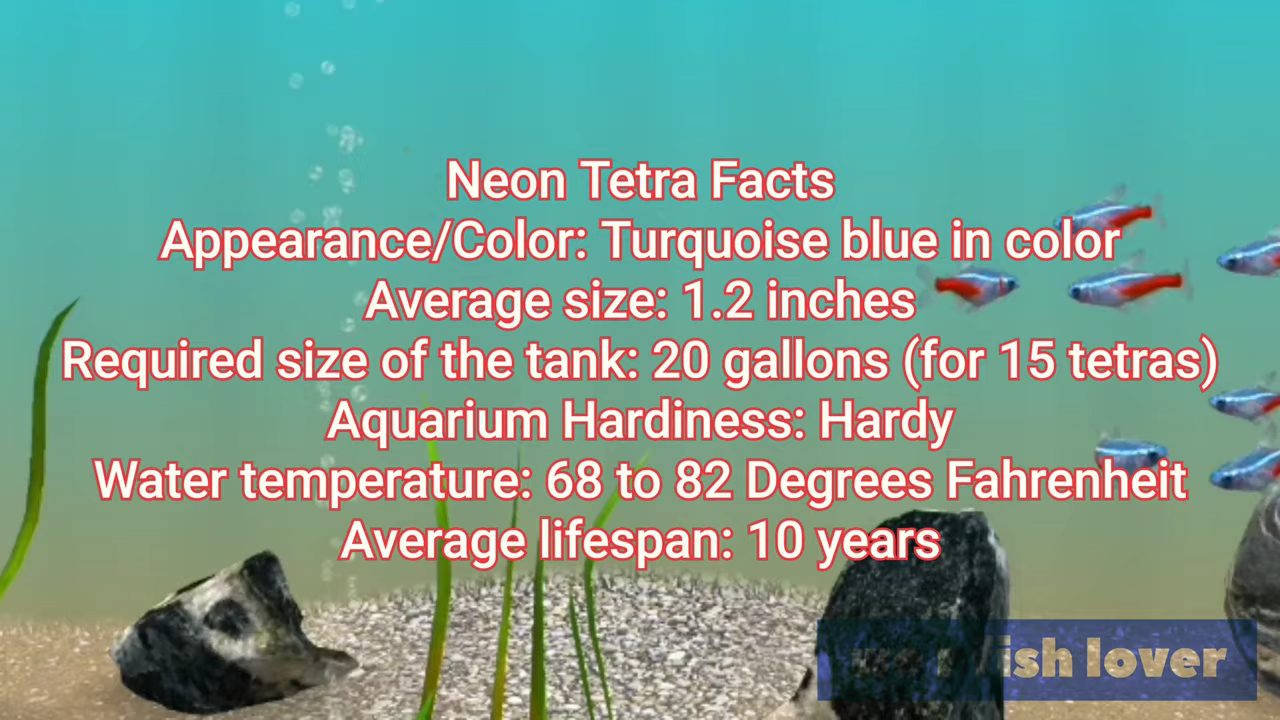 Neon Tetra Facts
Appearance/Color: Turquoise blue in color
Average size: 1.2 inches
Required size of the tank: 20 gallons (for 15 tetras)
Aquarium Hardiness: Hardy
Water temperature: 68 to 82 Degrees Fahrenheit
Average lifespan: 10 years
lover